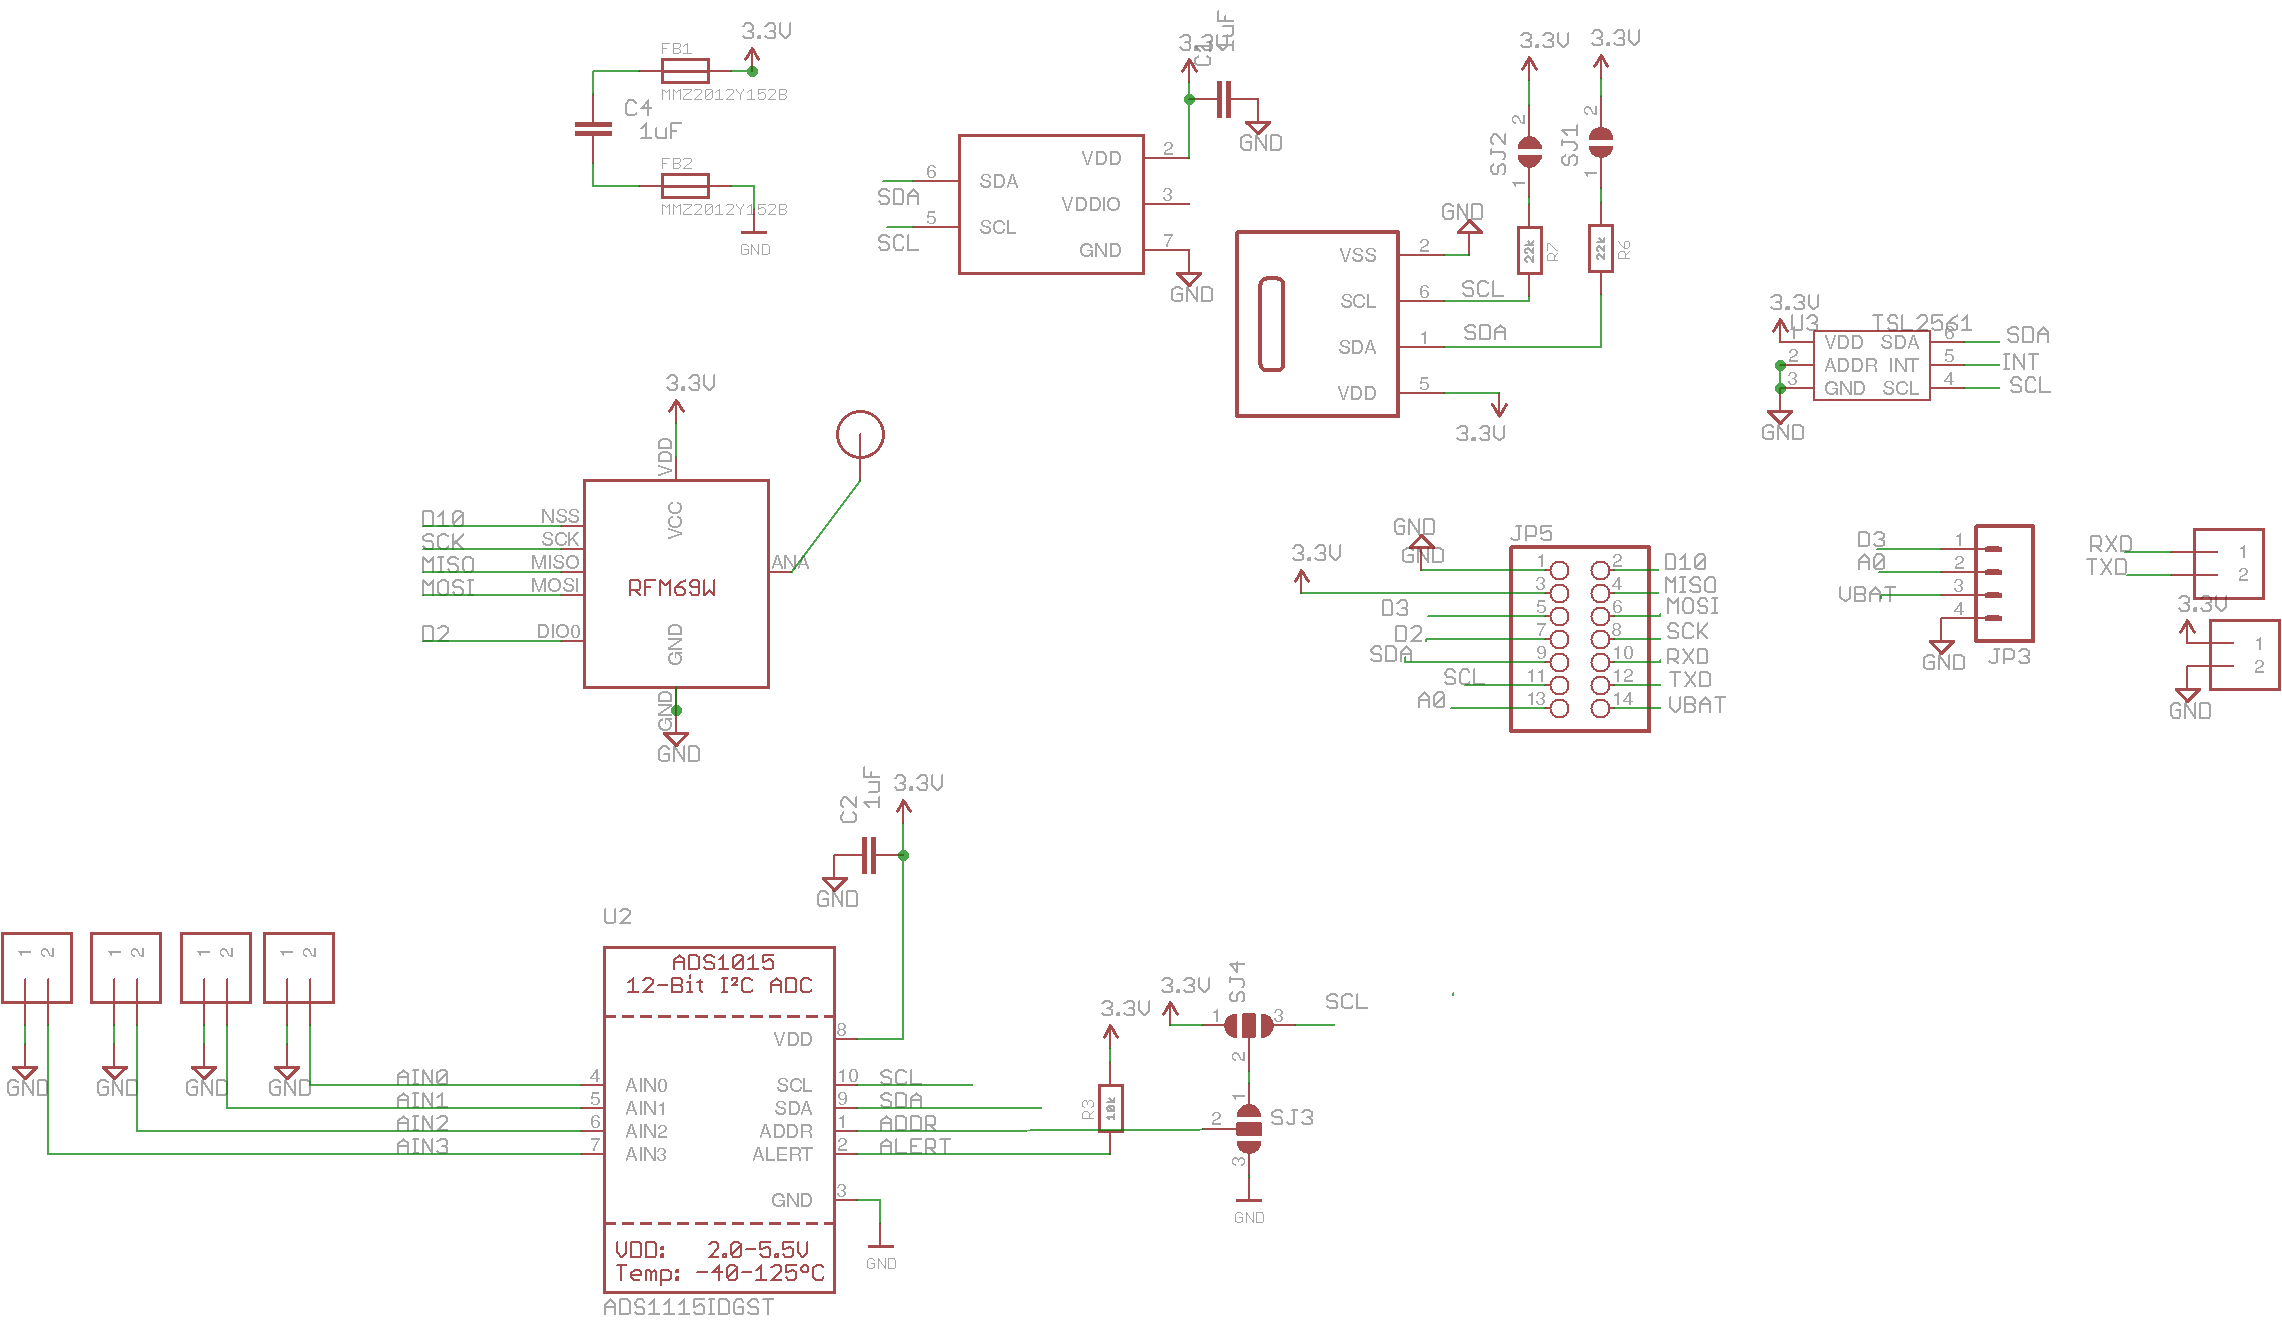 3.3V
FB1
MMZ2012Y152B
C4
1uF
FB2
MMZ2012Y152B
GND
3.3V
C1
1uF
GND
VDD 2
6 SDA
SDA
VDDIO 3
5 SCL
SCL
GND 7
GND
3.3V
3.3V
2
2
SJ2
SJ1
1
1
22k
R7
22k
R6
GND
VSS 2
SCL 6 SCL
SDA 1 SDA
VDD 5
3.3V
3.3V
U3 TSL2561
1 VDD SDA 6 SDA
2 ADDR INT 5 INT
3 GND SCL 4 SCL
GND
3.3V
VDD
VCC
D10 NSS
SCK SCK
MISO MISO
MOSI MOSI
D2 DIO0
RFM69W
ANA
GND
GND
GND
GND
GND
3.3V
JP5
1 2 D10
3 4 MISO
D3 5 6 MOSI
D2 7 8 SCK
SDA 9 10 RXD
SCL 11 12 TXD
A0 13 14 VBAT
D3 1
A0 2
VBAT 3
4
GND
JP3
RXD 1
TXD 2
3.3V
1
2
GND
C2
1uF
3.3V
GND
U2
ADS1015
12-Bit I²C ADC
VDD 8
1 2
1 2
1 2
1 2
GND
GND
GND
GND
AIN0 4 AIN0
AIN1 5 AIN1
AIN2 6 AIN2
AIN3 7 AIN3
SCL 10 SCL
SDA 9 SDA
ADDR 1 ADDR
ALERT 2 ALERT
GND 3
GND
VDD: 2.0-5.5V
Temp: -40-125°C
ADS1115IDGST
3.3V
R3
10k
3.3V
SJ4
1 3 SCL
2
1
2 SJ3
3
GND